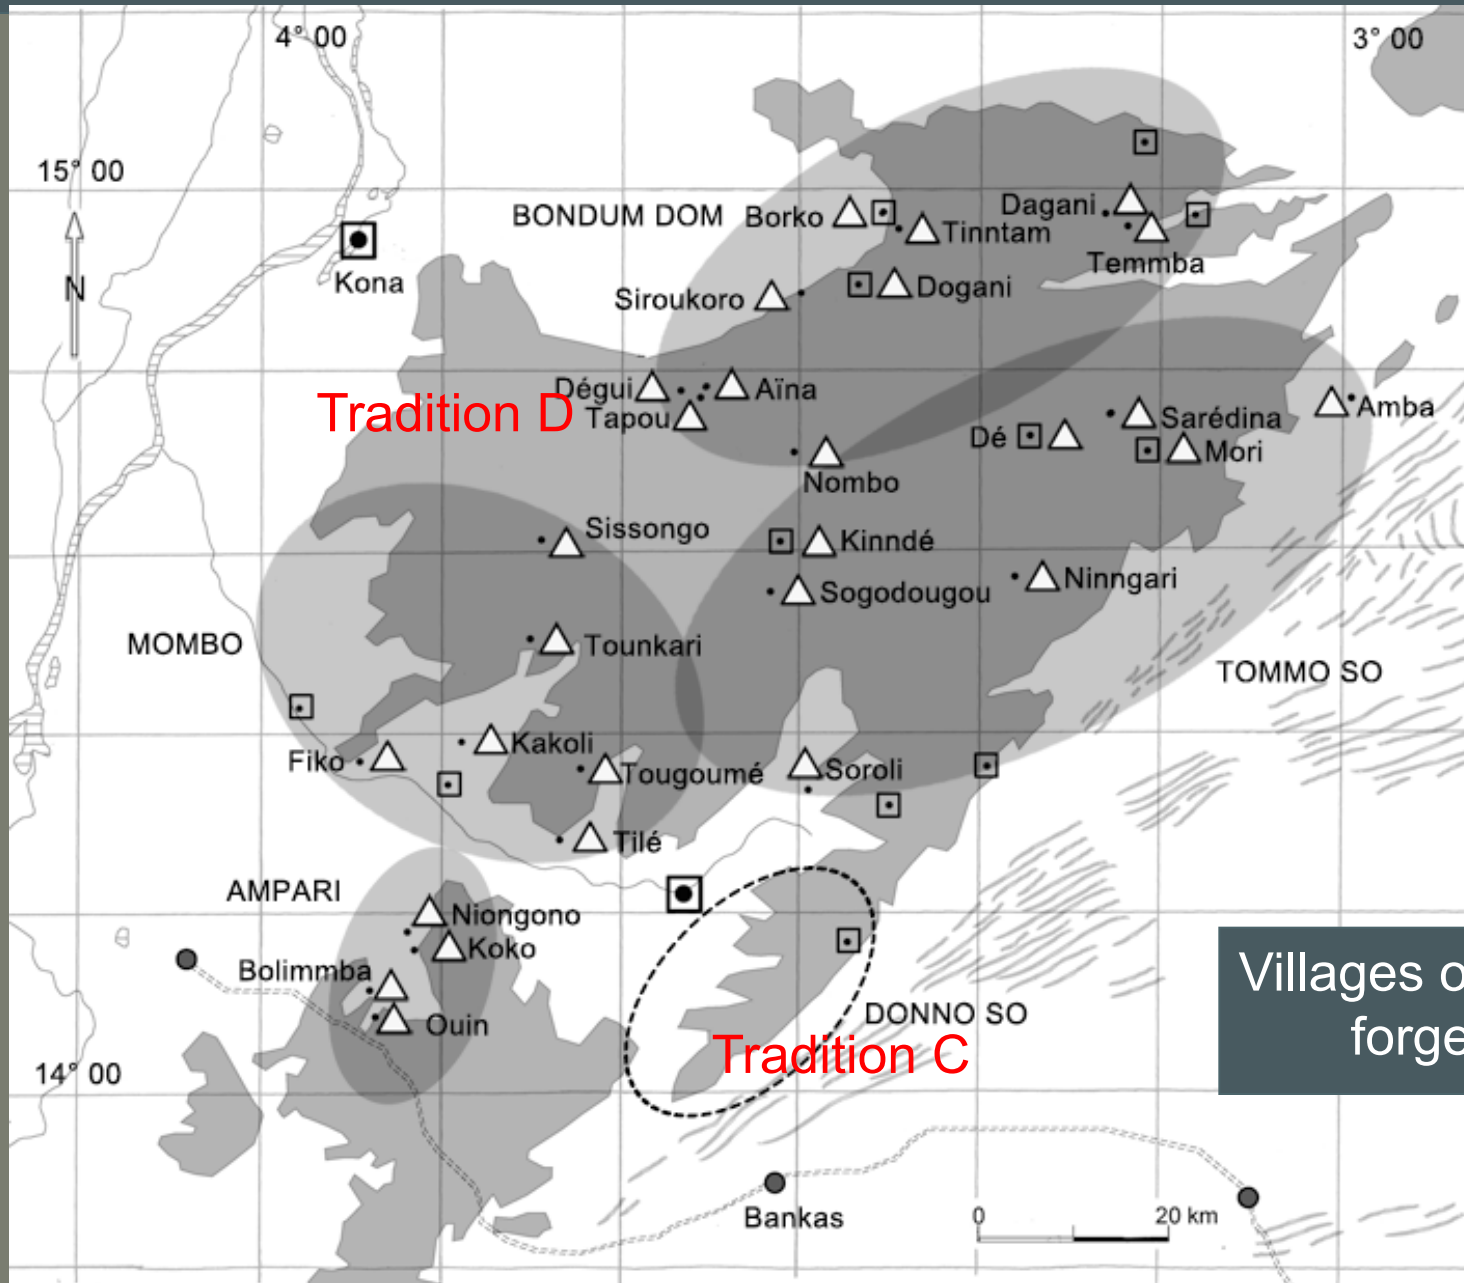 4° 00
3° 00
15° 00
N
Kona
BONDUM DOM
Borko
Tinntam
Dagani
Temmba
Siroukoro
Dogani
Dégui
Aïna
Tradition D
Tapou
Nombo
Dé
Sarédina
Mori
Amba
Sissongo
Kinndé
Sogodougou
Ninngari
MOMBO
Tounkari
TOMMO SO
Fiko
Kakoli
Tougoumé
Soroli
Tilé
AMPARI
Niongono
Koko
Bolimmba
Ouin
DONNO SO
Tradition C
Villages
forge
14° 00
Bankas
0
20 km